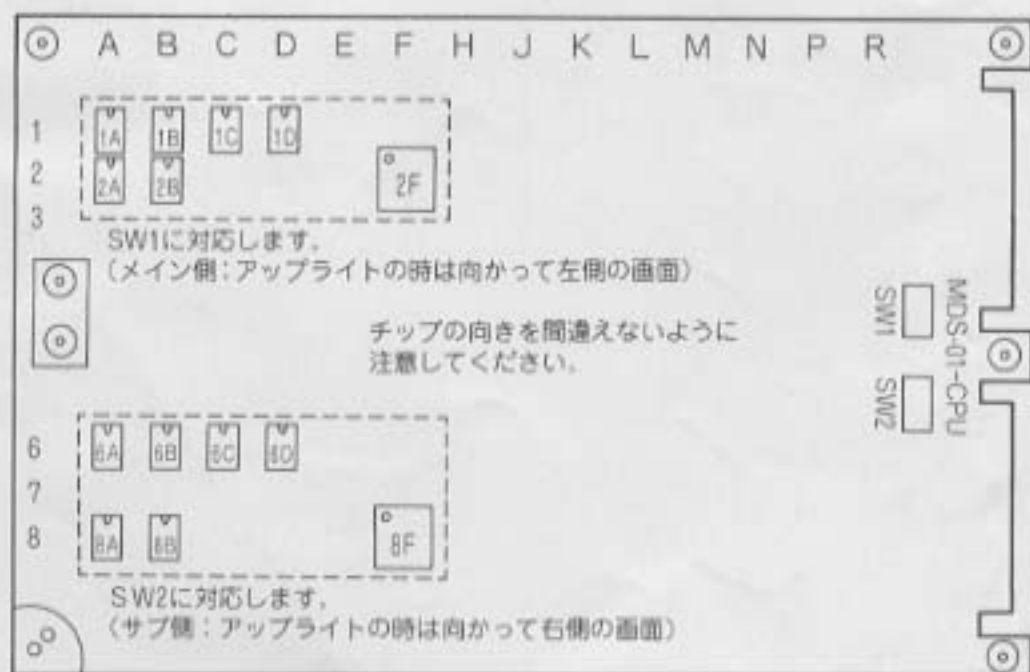 A B C D E F H J K L M N P R
1
1A 1B 1C 1D
2
2A 2B 2F
3
SW1に対応します.
(メイン側:アップライトの時は向かって左側の画面)
チップの向きを間違えないように
注意してください.
SW1
SW2
MDS-01-CPU
6
6A 6B 6C 6D
7
8
8A 8B 8F
SW2に対応します.
(サブ側:アップライトの時は向かって右側の画面)